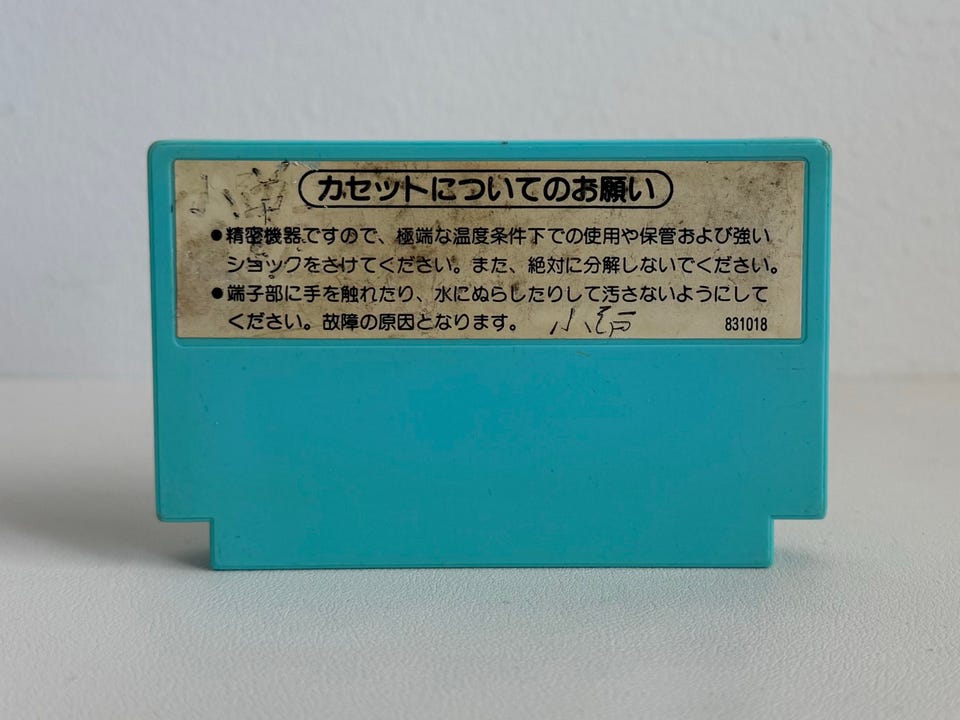 カセットについてのお願い
●精密機器ですので、極端な温度条件下での使用や保管および強い
ショックをさけてください。また、絶対に分解しないでください。
●端子部に手を触れたり、水にぬらしたりして汚さないようにして
ください。故障の原因となります。
831018